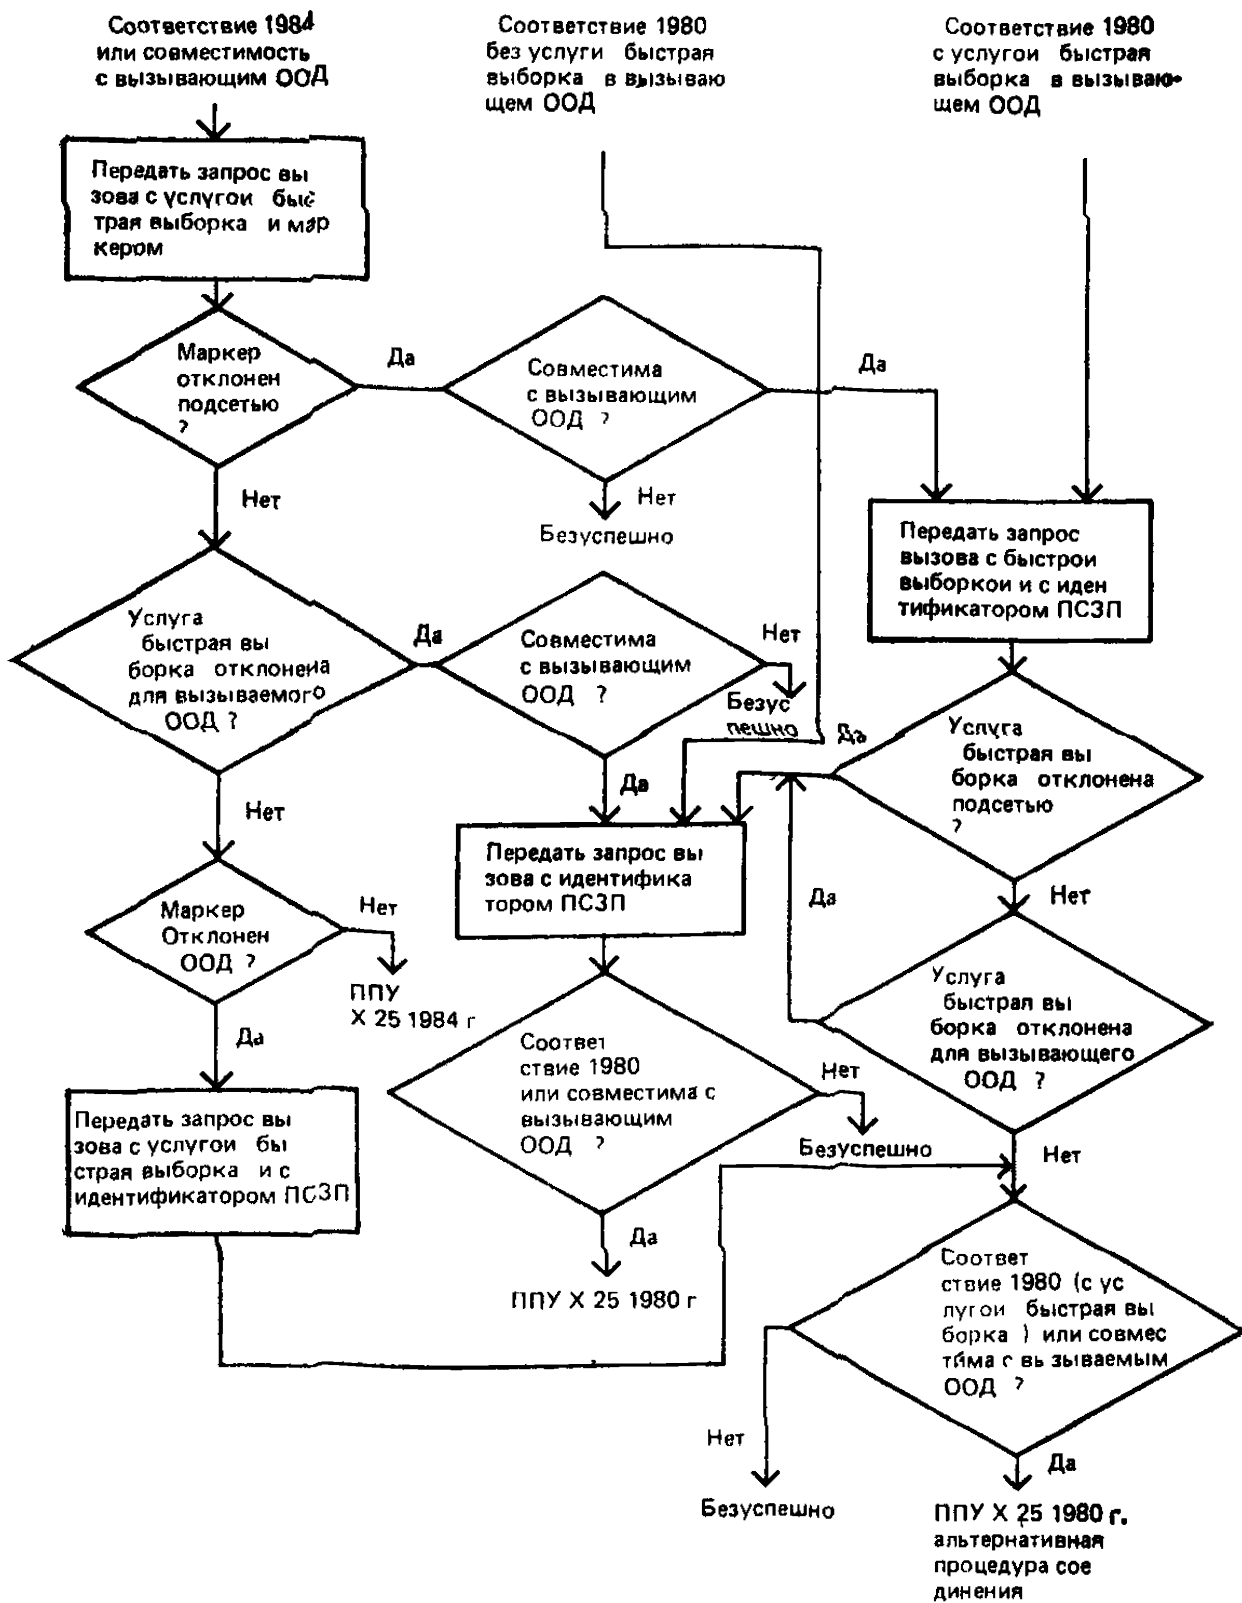 Соответствие 1984
или совместимость
с вызывающим ООД
Соответствие 1980
без услуги быстрая
выборка в вызываю
щем ООД
Соответствие 1980
с услугои быстрая
выборка в вызываю-
щем ООД
Передать запрос вы
зова с услугои быс
трая выборка и мар
кером
Маркер
отклонен
подсетью
?
Да
Нет
Совместима
с вызывающим
ООД ?
Да
Нет
Безуспешно
Передать запрос
вызова с быстрои
выборкои и с иден
тификатором ПСЗП
Услуга
быстрая вы
борка отклонена
для вызываемого
ООД ?
Да
Нет
Совместима
с вызывающим
ООД ?
Нет
Безус
пешно
Да
Услуга
быстрая вы
борка отклонена
подсетью
?
Да
Нет
Передать запрос вы
зова с идентифика
тором ПСЗП
Маркер
Отклонен
ООД ?
Нет
ППУ
X 25 1984 г
Да
Услуга
быстрая вы
борка отклонена
для вызывающего
ООД ?
Да
Нет
Соответ
ствие 1980
или совместима с
вызывающим
ООД ?
Нет
Безуспешно
Да
ППУ X 25 1980 г
Передать запрос вы
зова с услугои бы
страя выборка и с
идентификатором ПСЗП
Соответ
ствие 1980 (с ус
лугои быстрая вы
борка ) или совмес
тима с вызываемым
ООД ?
Нет
Безуспешно
Да
ППУ X 25 1980 г.
альтернативная
процедура сое
динения